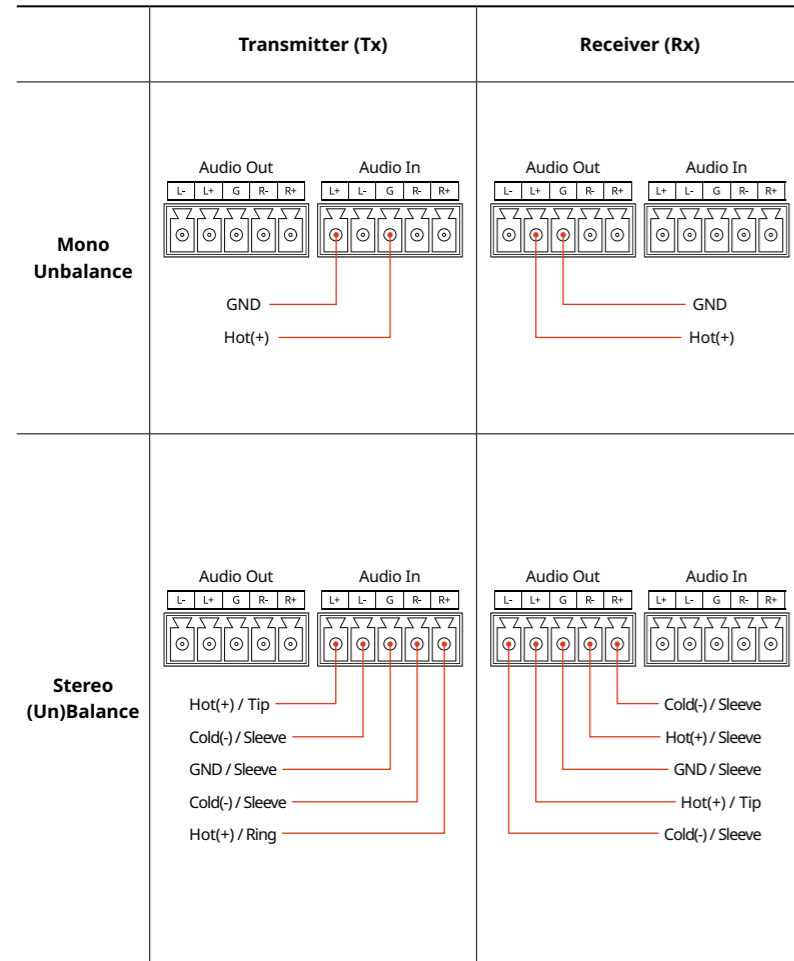 Transmitter (Tx)
Receiver (Rx)
Mono
Unbalance
Audio Out
L- L+ G R- R+
Audio In
L+ L- G R- R+
GND
Hot(+)
Audio Out
L- L+ G R- R+
Audio In
L+ L- G R- R+
GND
Hot(+)
Stereo
(Un)Balance
Audio Out
L- L+ G R- R+
Audio In
L+ L- G R- R+
Hot(+) / Tip
Cold(-) / Sleeve
GND / Sleeve
Cold(-) / Sleeve
Hot(+) / Ring
Audio Out
L- L+ G R- R+
Audio In
L+ L- G R- R+
Cold(-) / Sleeve
Hot(+) / Sleeve
GND / Sleeve
Hot(+) / Tip
Cold(-) / Sleeve